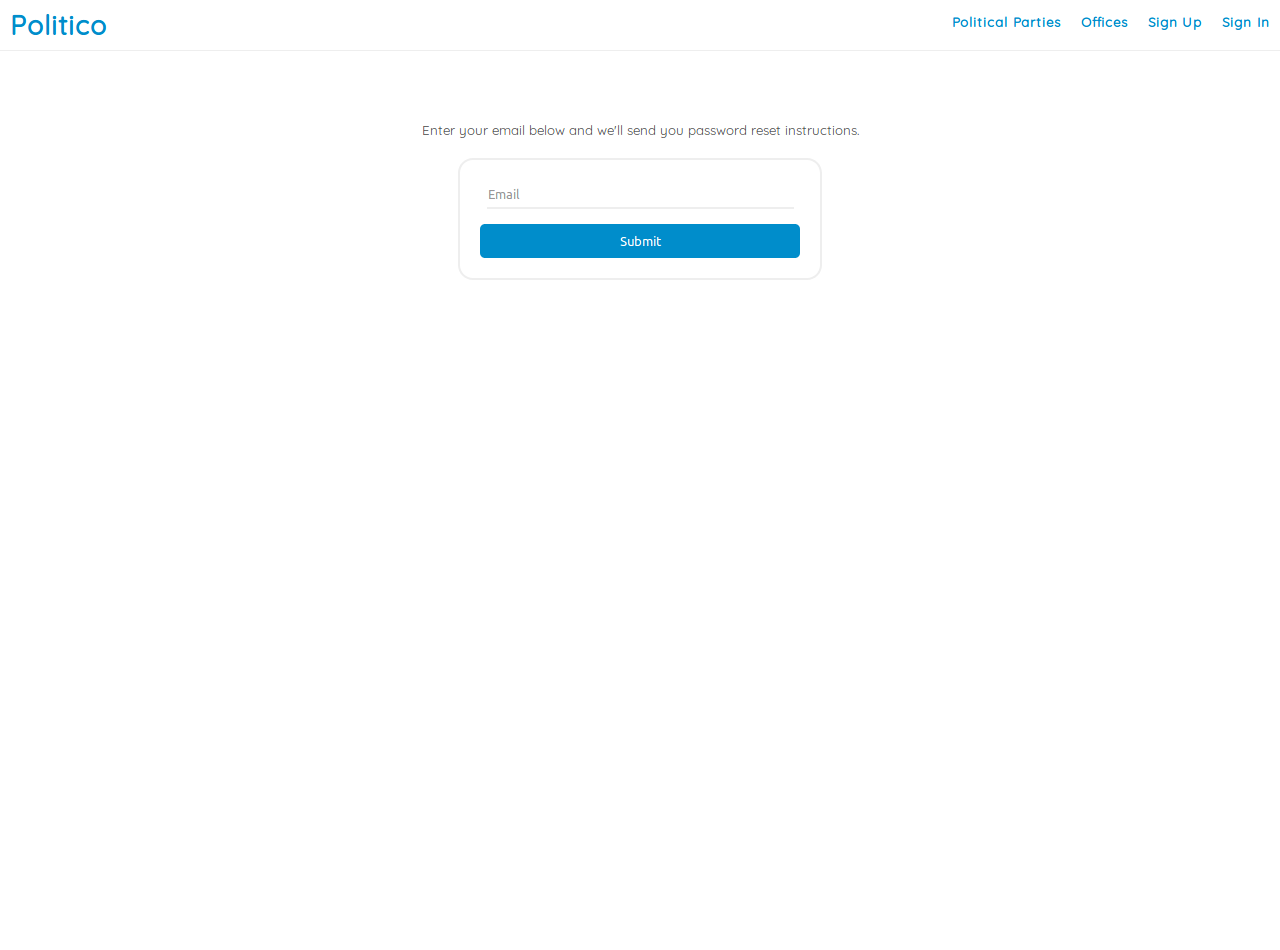 Politico
Political Parties Offices Sign Up Sign In
Enter your email below and we'll send you password reset instructions.
Email
Submit